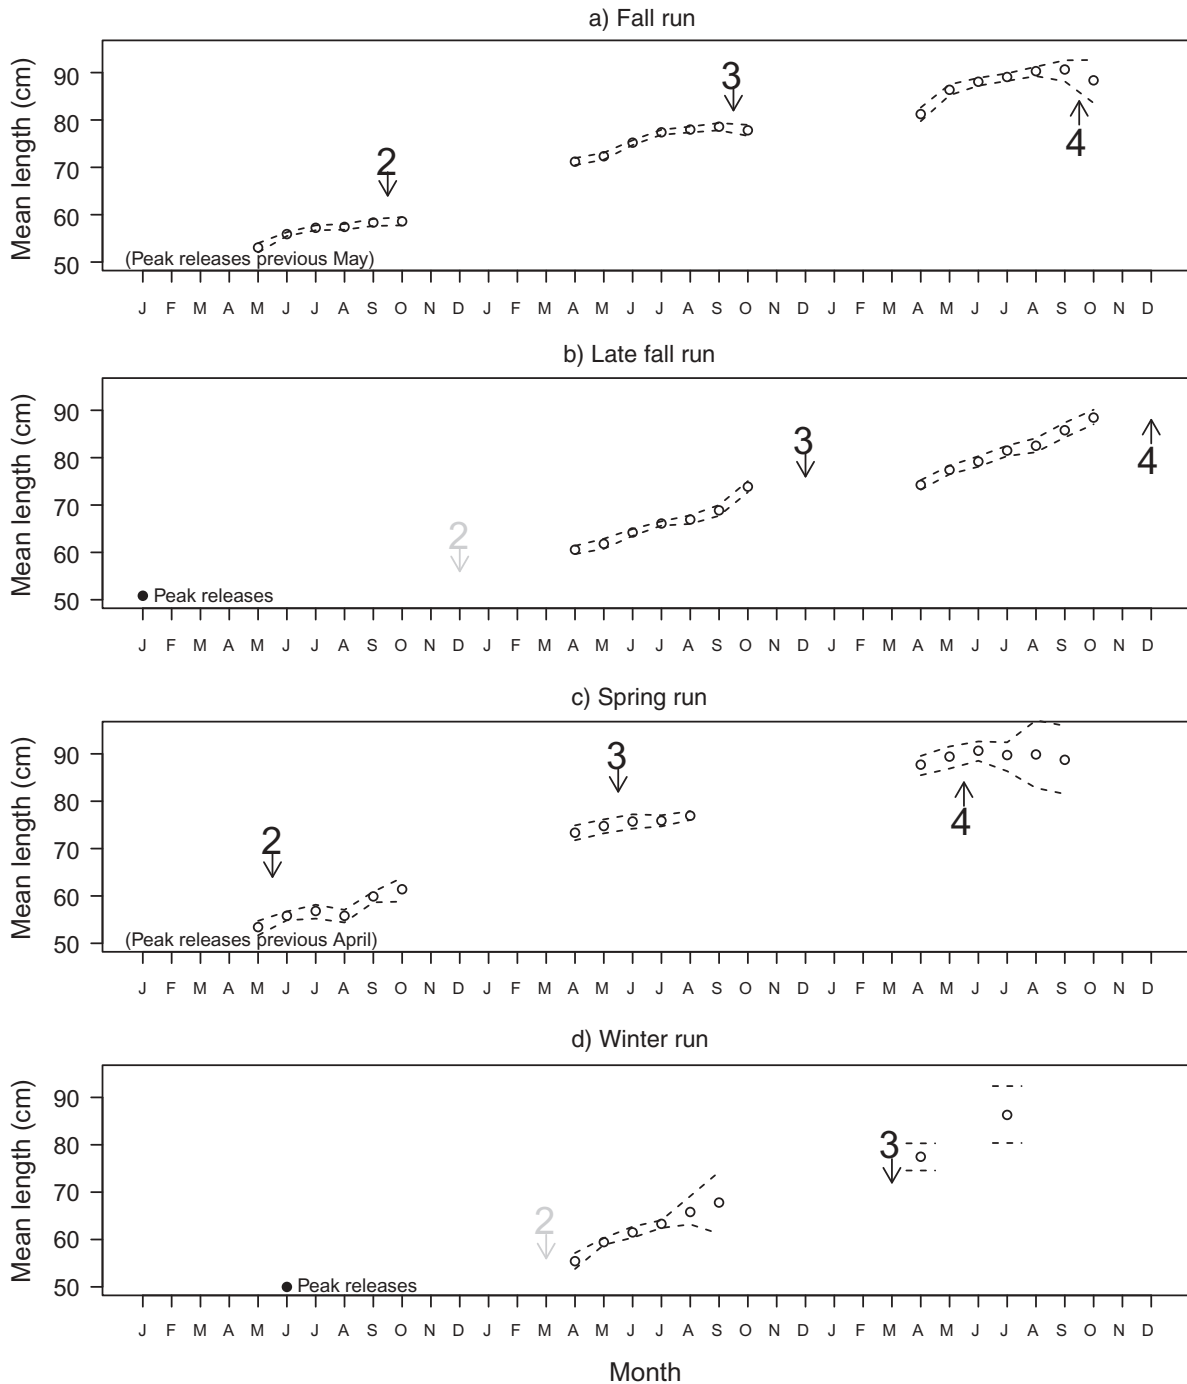 a) Fall run
Mean length (cm)
90
80
70
60
50
2
3
4
(Peak releases previous May)
J F M A M J J A S O N D J F M A M J J A S O N D J F M A M J J A S O N D
b) Late fall run
Mean length (cm)
90
80
70
60
50
2
3
4
Peak releases
J F M A M J J A S O N D J F M A M J J A S O N D J F M A M J J A S O N D
c) Spring run
Mean length (cm)
90
80
70
60
50
2
3
4
(Peak releases previous April)
J F M A M J J A S O N D J F M A M J J A S O N D J F M A M J J A S O N D
d) Winter run
Mean length (cm)
90
80
70
60
50
2
3
Peak releases
J F M A M J J A S O N D J F M A M J J A S O N D J F M A M J J A S O N D
Month